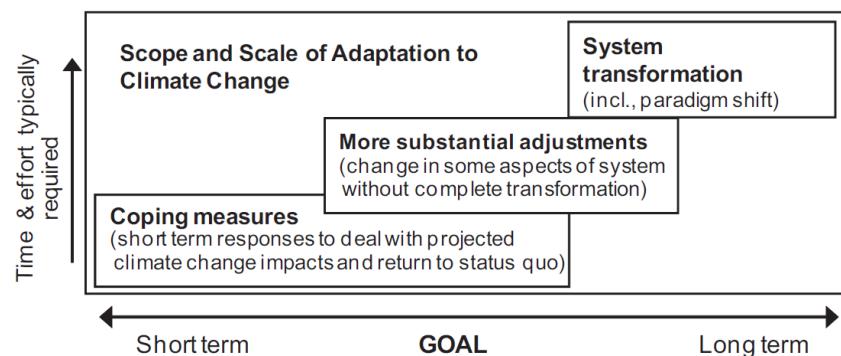 Time & effort typically
required
Scope and Scale of Adaptation to
Climate Change
System
transformation
(incl., paradigm shift)
More substantial adjustments
(change in some aspects of system
without complete transformation)
Coping measures
(short term responses to deal with projected
climate change impacts and return to status quo)
Short term GOAL Long term